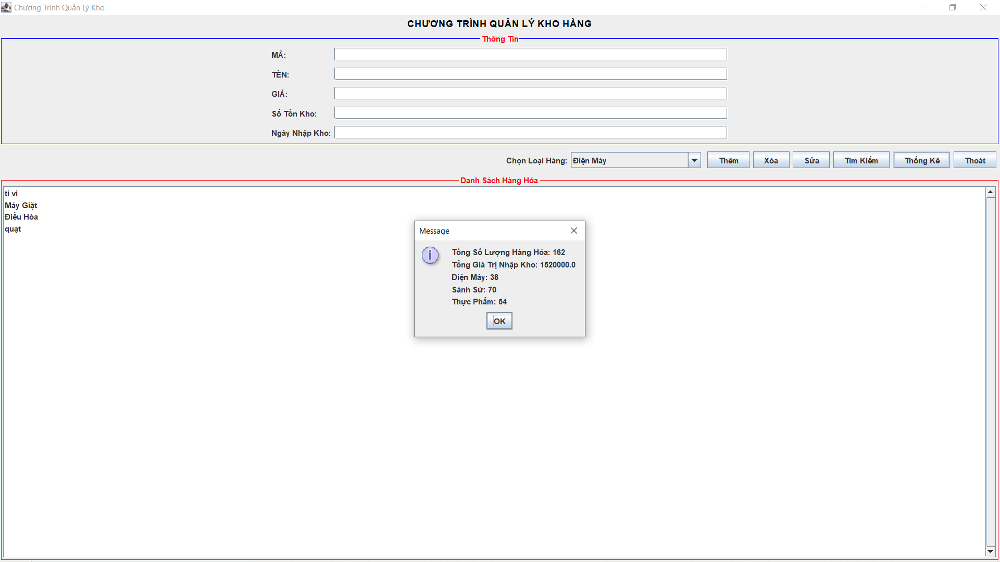 Chương Trình Quản Lý Kho
CHƯƠNG TRÌNH QUẢN LÝ KHO HÀNG
Thông Tin
MÃ:
TÊN:
GIÁ:
Số Tồn Kho:
Ngày Nhập Kho:
Chọn Loại Hàng: Điện Máy Thêm Xóa Sửa Tìm Kiếm Thống Kê Thoát
Danh Sách Hàng Hóa
ti vi
Máy Giặt
Điều Hòa
quạt
Message
Tổng Số Lượng Hàng Hóa: 162
Tổng Giá Trị Nhập Kho: 1520000.0
Điện Máy: 38
Sành Sứ: 70
Thực Phẩm: 54
OK